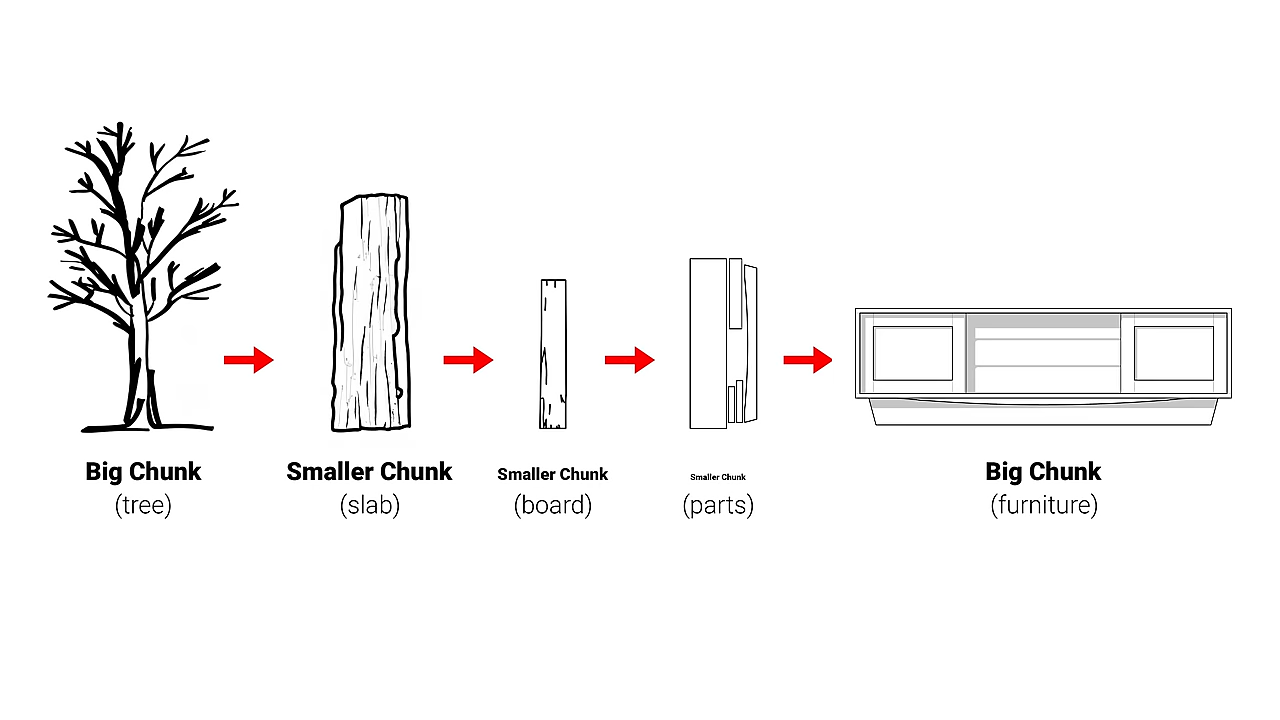 Big Chunk
(tree)
Smaller Chunk
(slab)
Smaller Chunk
(board)
Smaller Chunk
(parts)
Big Chunk
(furniture)